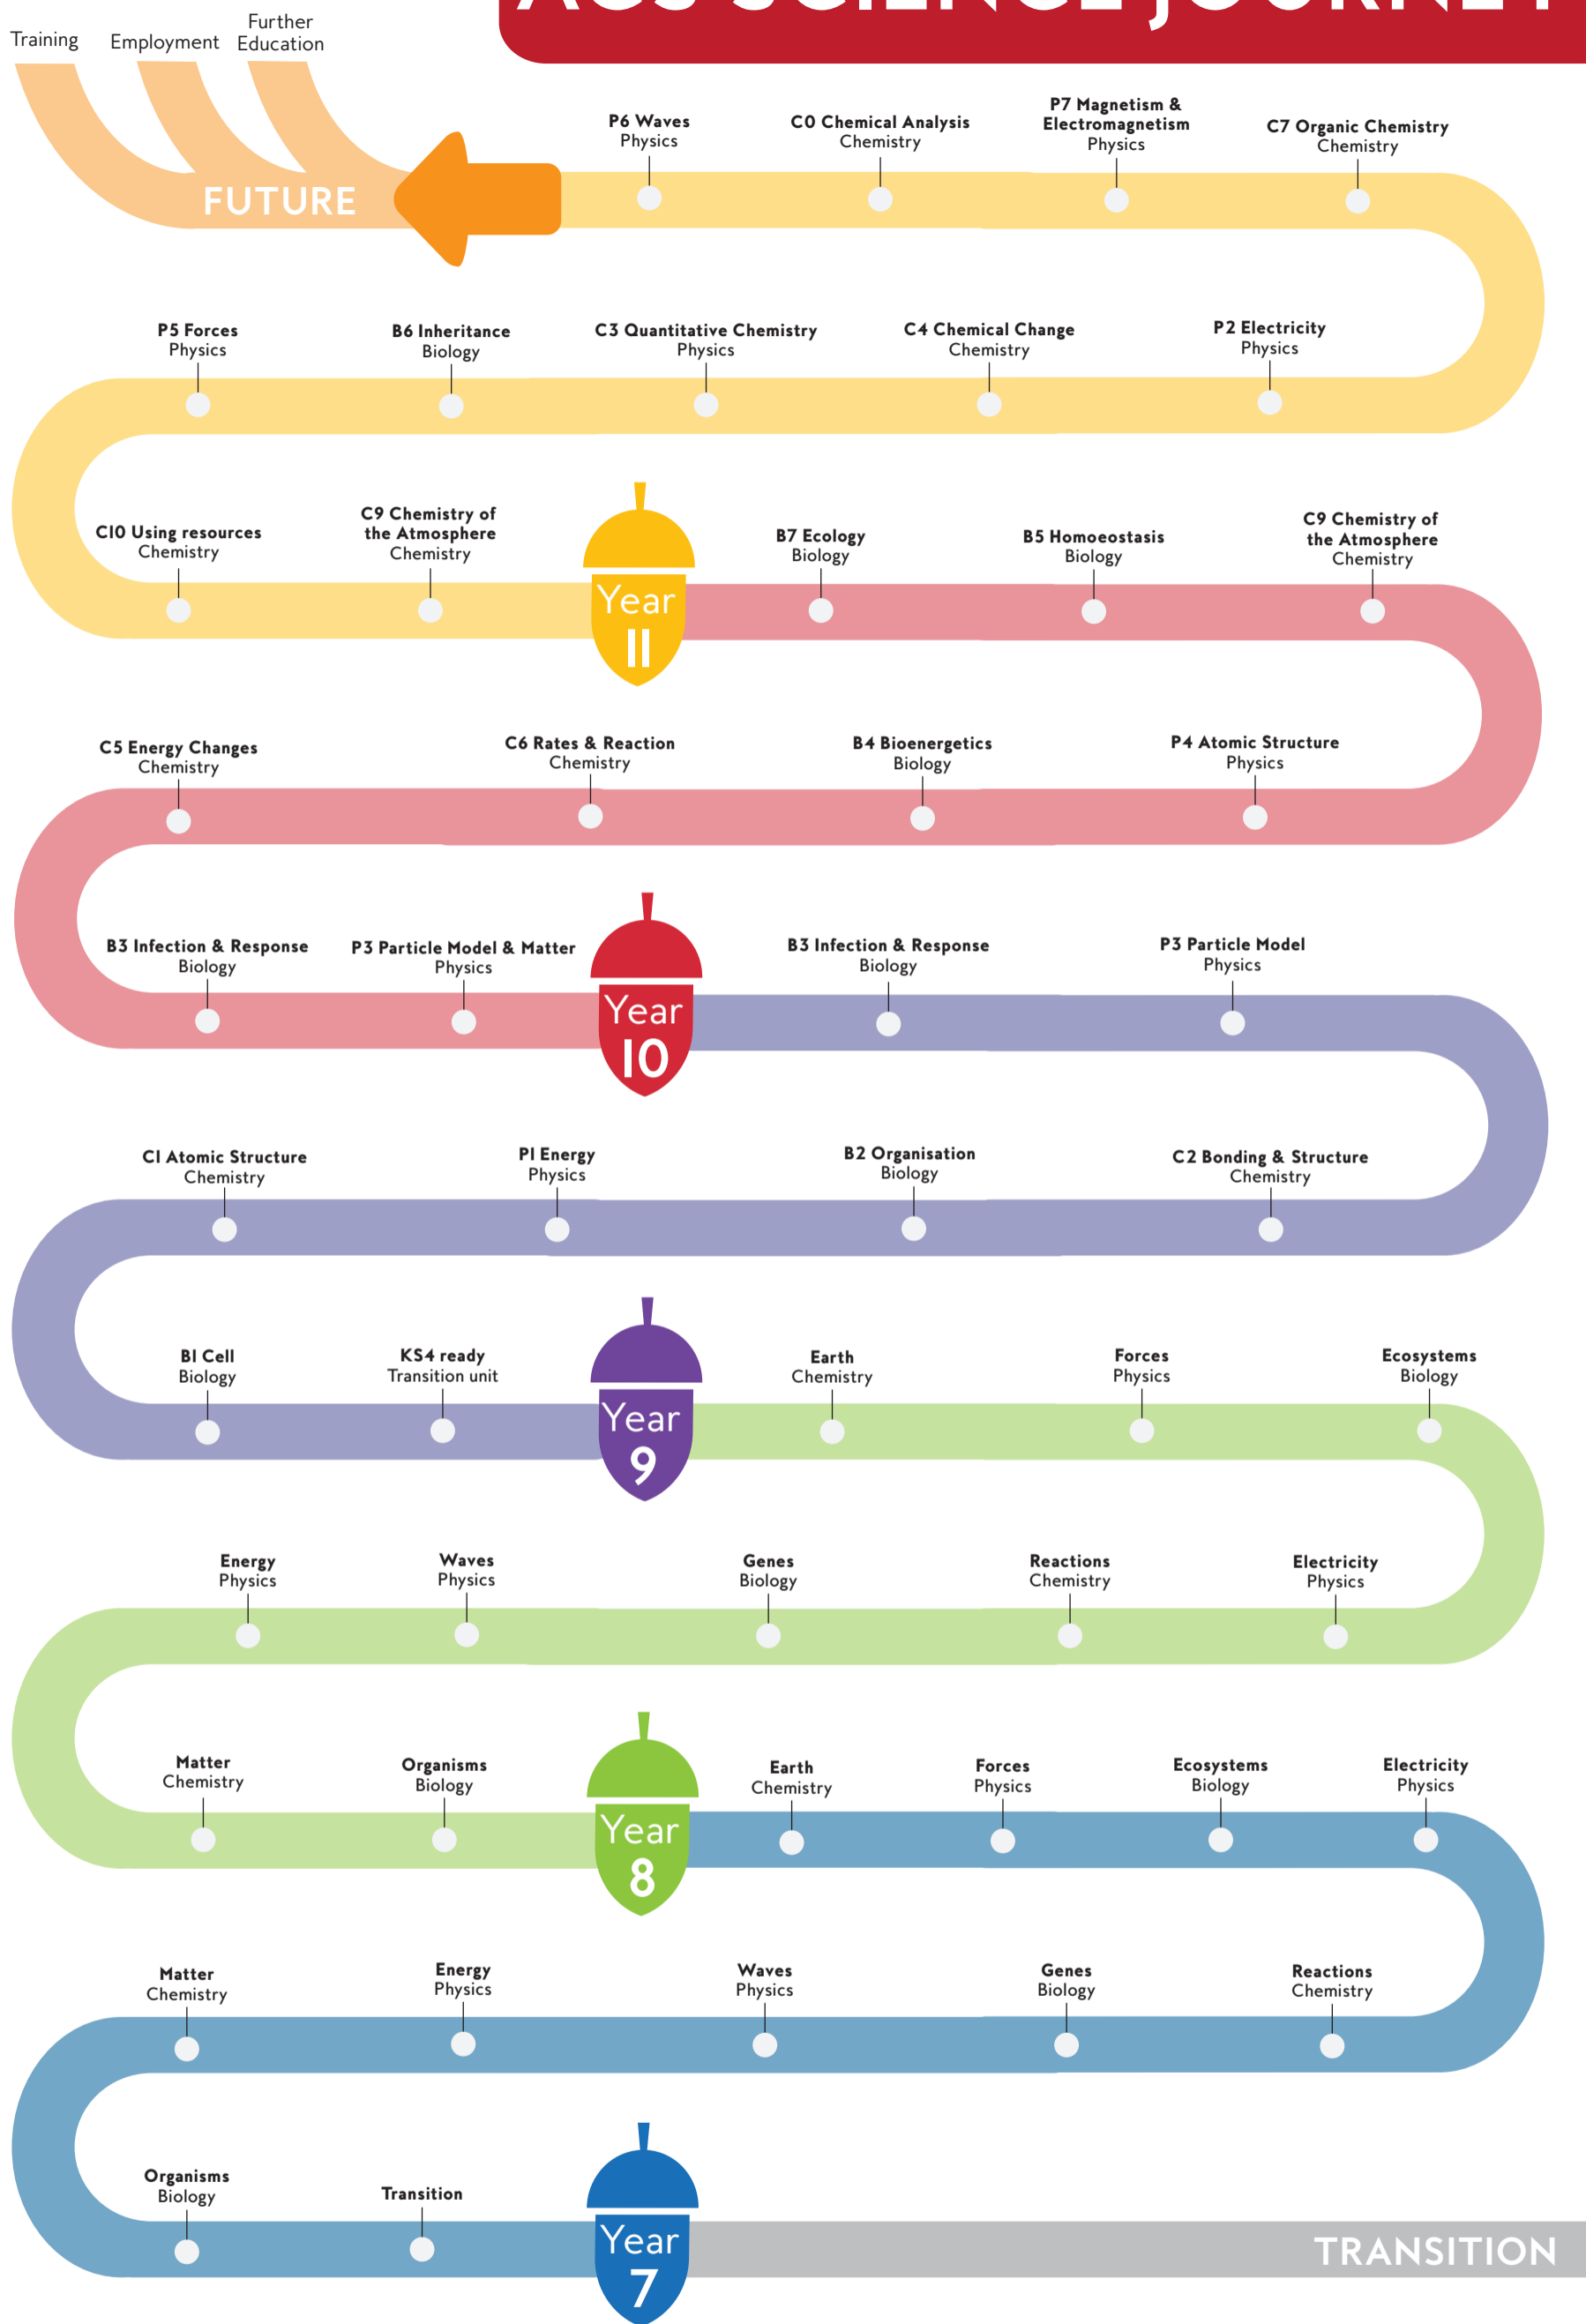 ACS SCIENCE JOURNEY
Training
Employment
Further
Education
FUTURE
P6 Waves
Physics
C0 Chemical Analysis
Chemistry
P7 Magnetism &
Electromagnetism
Physics
C7 Organic Chemistry
Chemistry
P5 Forces
Physics
B6 Inheritance
Biology
C3 Quantitative Chemistry
Physics
C4 Chemical Change
Chemistry
P2 Electricity
Physics
C10 Using resources
Chemistry
C9 Chemistry of
the Atmosphere
Chemistry
Year
11
B7 Ecology
Biology
B5 Homoeostasis
Biology
C9 Chemistry of
the Atmosphere
Chemistry
C5 Energy Changes
Chemistry
C6 Rates & Reaction
Chemistry
B4 Bioenergetics
Biology
P4 Atomic Structure
Physics
B3 Infection & Response
Biology
P3 Particle Model & Matter
Physics
Year
10
B3 Infection & Response
Biology
P3 Particle Model
Physics
C1 Atomic Structure
Chemistry
P1 Energy
Physics
B2 Organisation
Biology
C2 Bonding & Structure
Chemistry
B1 Cell
Biology
KS4 ready
Transition unit
Year
9
Earth
Chemistry
Forces
Physics
Ecosystems
Biology
Energy
Physics
Waves
Physics
Genes
Biology
Reactions
Chemistry
Electricity
Physics
Matter
Chemistry
Organisms
Biology
Year
8
Earth
Chemistry
Forces
Physics
Ecosystems
Biology
Electricity
Physics
Matter
Chemistry
Energy
Physics
Waves
Physics
Genes
Biology
Reactions
Chemistry
Organisms
Biology
Transition
Year
7
TRANSITION